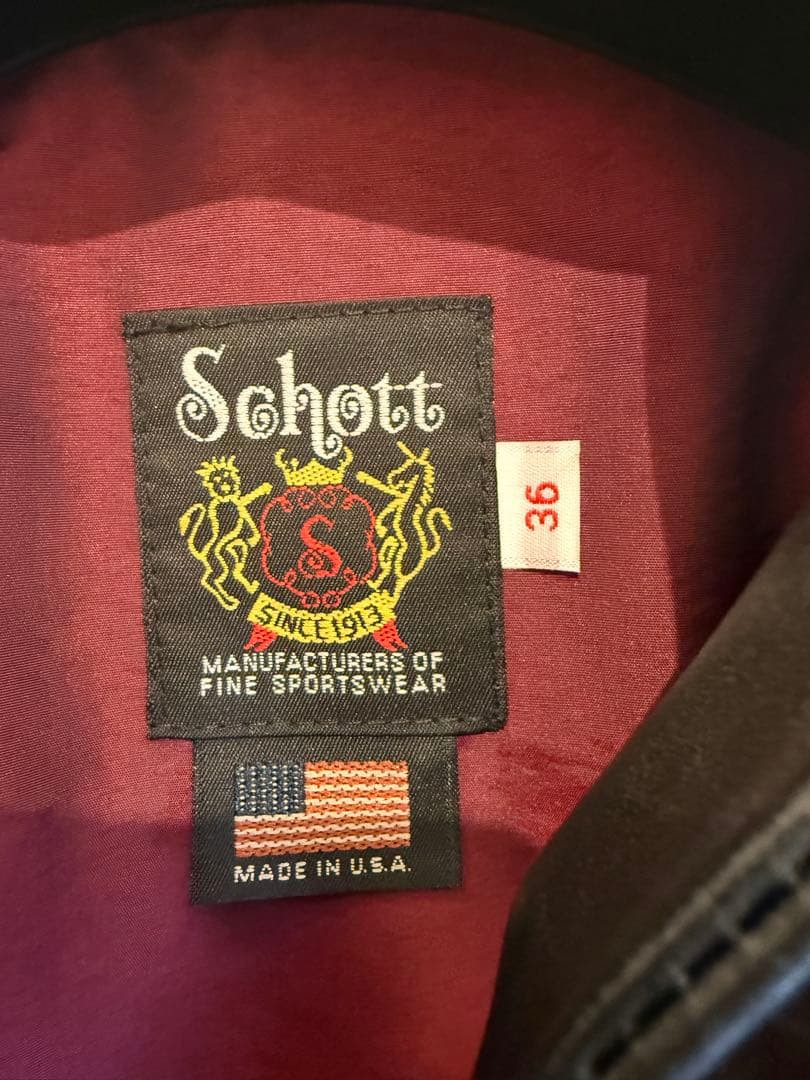 Schott
S
SINCE 1913
MANUFACTURERS OF
FINE SPORTSWEAR
36
MADE IN U.S.A.